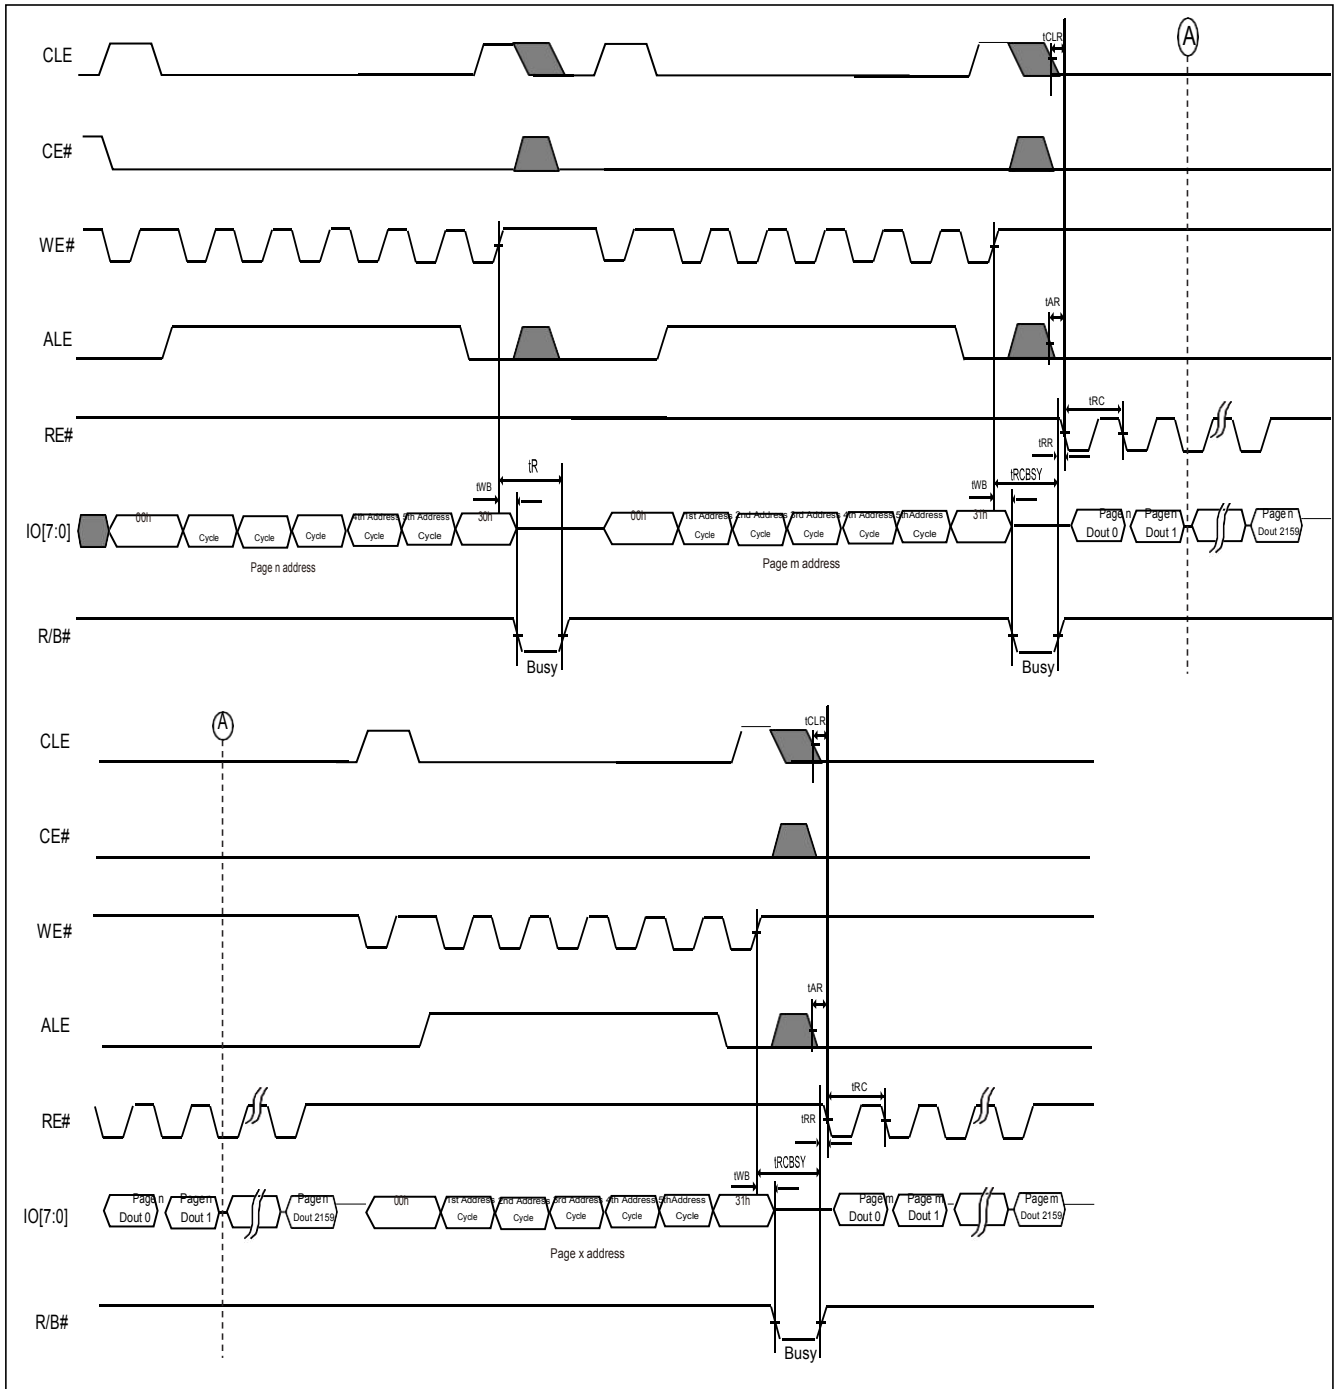 CLE
tCLR
A
CE#
WE#
ALE
tAR
RE#
tRC
tRR
tR
tWB
tWB
tRCBSY
IO[7:0]
00h
Cycle
Cycle
Cycle
4th Address
Cycle
5th Address
Cycle
30h
00h
1st Address
Cycle
2nd Address
Cycle
3rd Address
Cycle
4th Address
Cycle
5thAddress
Cycle
31h
Page n
Dout 0
Page n
Dout 1
Page n
Dout 2159
Page n address
Page m address
R/B#
Busy
Busy
A
CLE
tCLR
CE#
WE#
ALE
tAR
RE#
tRC
tRR
tWB
tRCBSY
IO[7:0]
Page n
Dout 0
Page n
Dout 1
Page n
Dout 2159
00h
1st Address
Cycle
2nd Address
Cycle
3rd Address
Cycle
4th Address
Cycle
5thAddress
Cycle
31h
Page m
Dout 0
Page m
Dout 1
Page m
Dout 2159
Page x address
R/B#
Busy